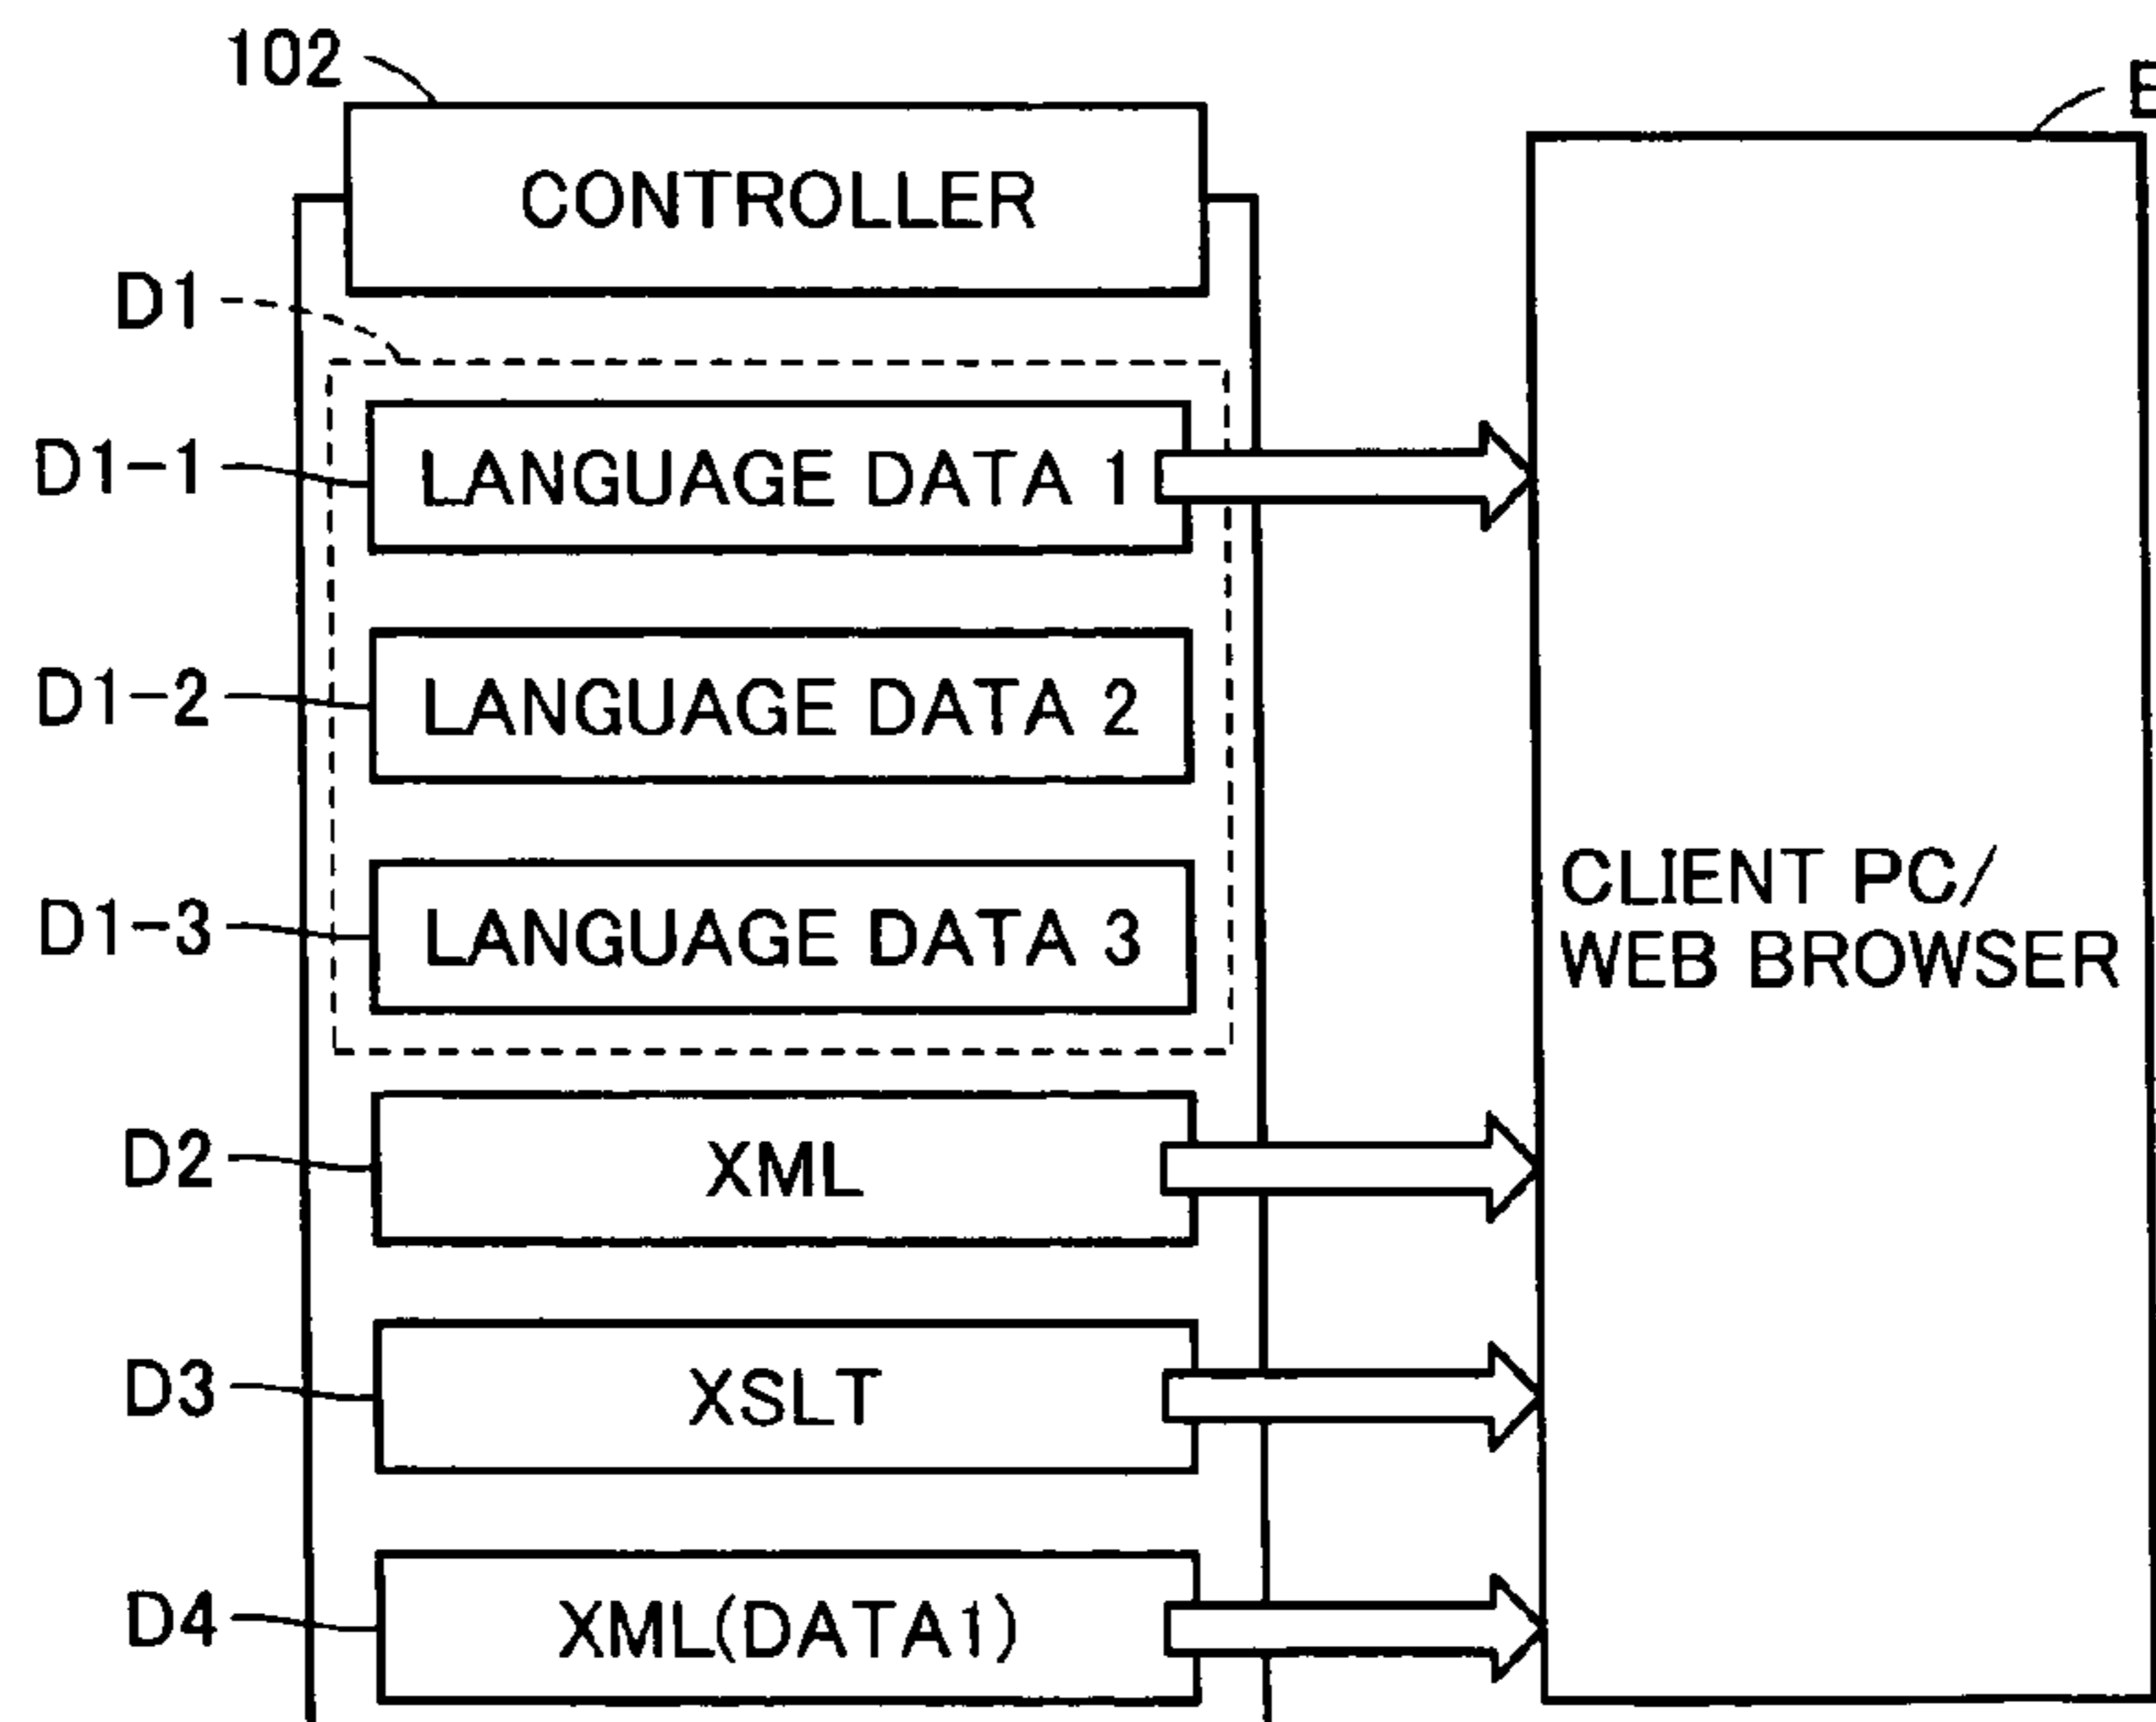 102
CONTROLLER
D1
D1-1
LANGUAGE DATA 1
D1-2
LANGUAGE DATA 2
D1-3
LANGUAGE DATA 3
D2
XML
D3
XSLT
D4
XML(DATA1)
CLIENT PC/
WEB BROWSER